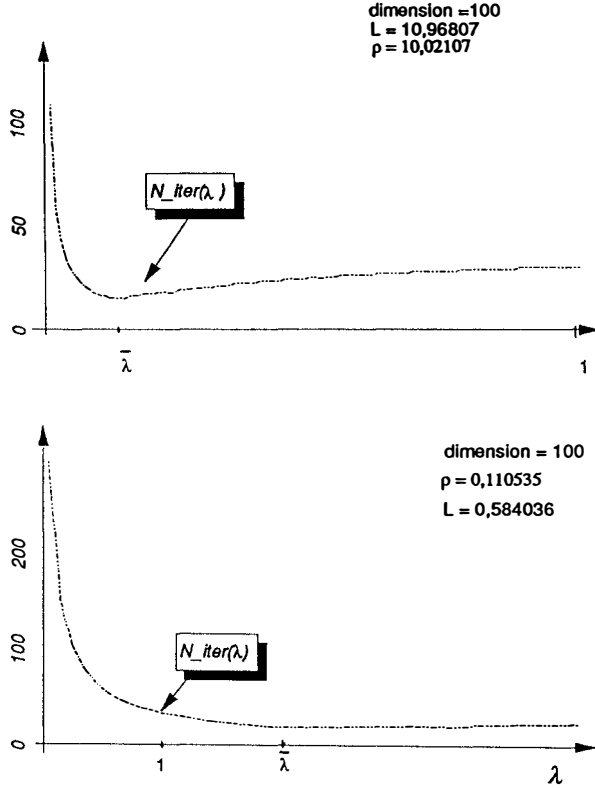 dimension =100
L = 10,96807
ρ = 10,02107
100
50
0
N_iter(λ )
λ̄
1
dimension = 100
ρ = 0,110535
L = 0,584036
200
100
0
N_iter(λ)
1
λ̄
λ